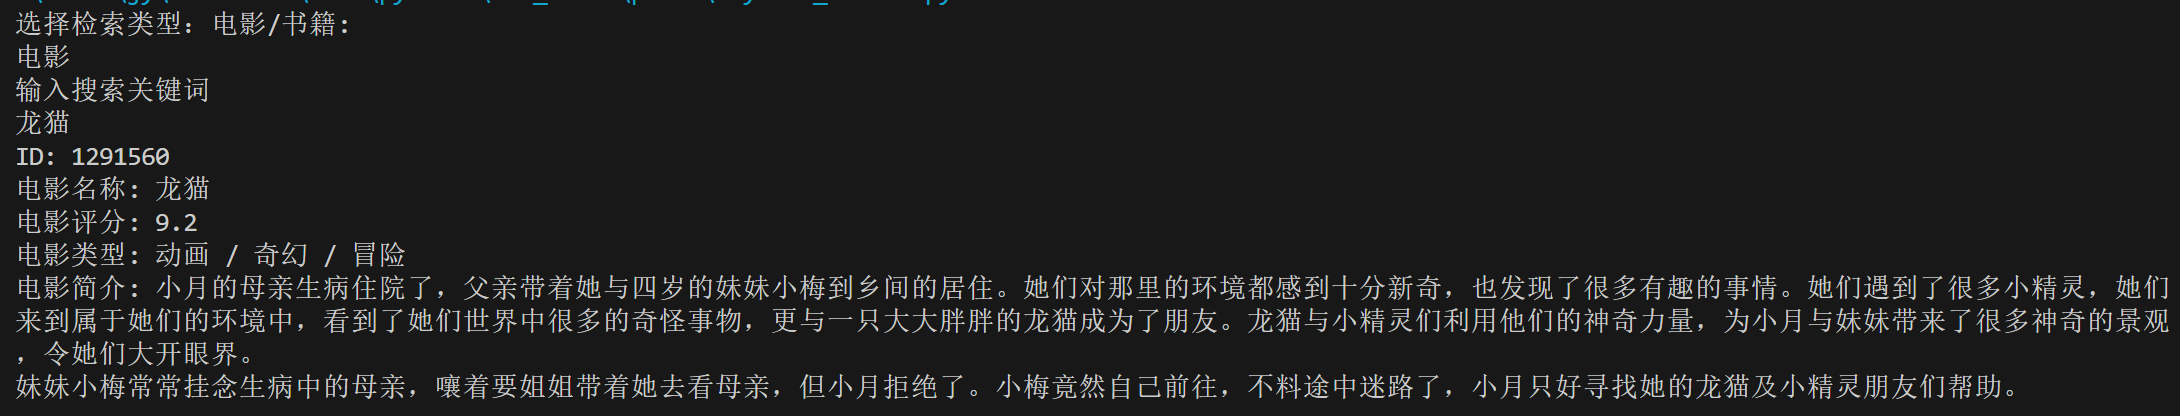 选择检索类型：电影/书籍：
电影
输入搜索关键词
龙猫
ID: 1291560
电影名称: 龙猫
电影评分: 9.2
电影类型: 动画 / 奇幻 / 冒险
电影简介: 小月的母亲生病住院了，父亲带着她与四岁的妹妹小梅到乡间的居住。她们对那里的环境都感到十分新奇，也发现了很多有趣的事情。她们遇到了很多小精灵，她们
来到属于她们的环境中，看到了她们世界中很多的奇怪事物，更与一只大大胖胖的龙猫成为了朋友。龙猫与小精灵们利用他们的神奇力量，为小月与妹妹带来了很多神奇的景观
，令她们大开眼界。
妹妹小梅常常挂念生病中的母亲，嚷着要姐姐带着她去看母亲，但小月拒绝了。小梅竟然自己前往，不料途中迷路了，小月只好寻找她的龙猫及小精灵朋友们帮助。